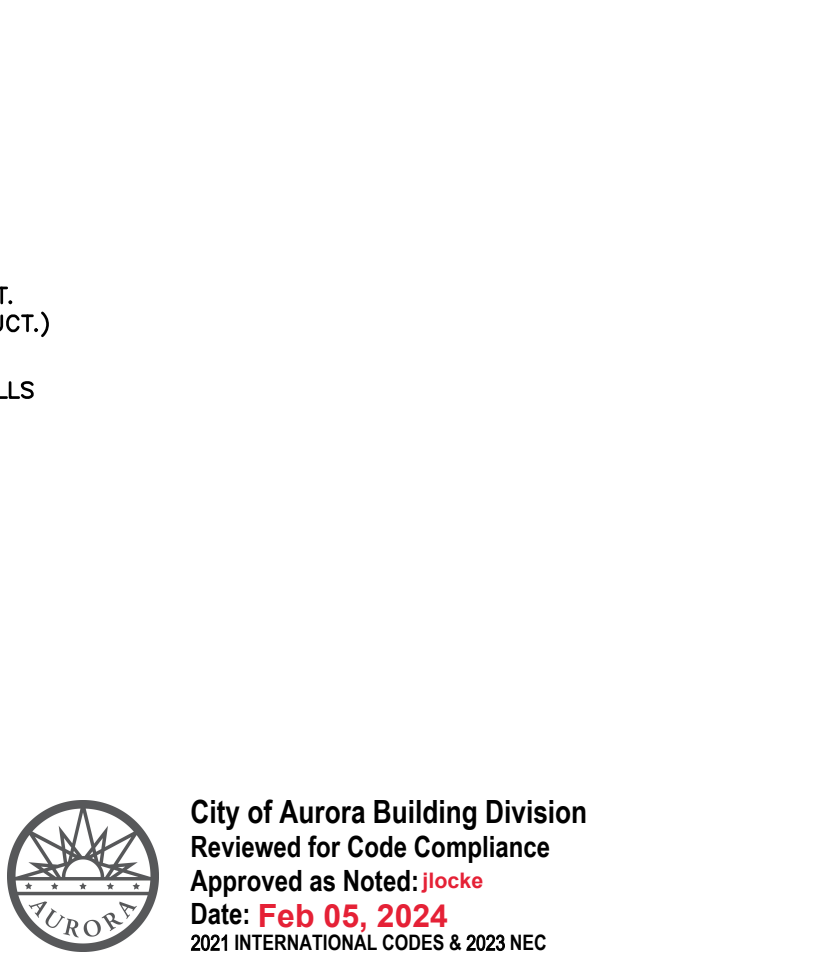 T.
UCT.)
LLS
AURORA
City of Aurora Building Division
Reviewed for Code Compliance
Approved as Noted: jlocke
Date: Feb 05, 2024
2021 INTERNATIONAL CODES & 2023 NEC